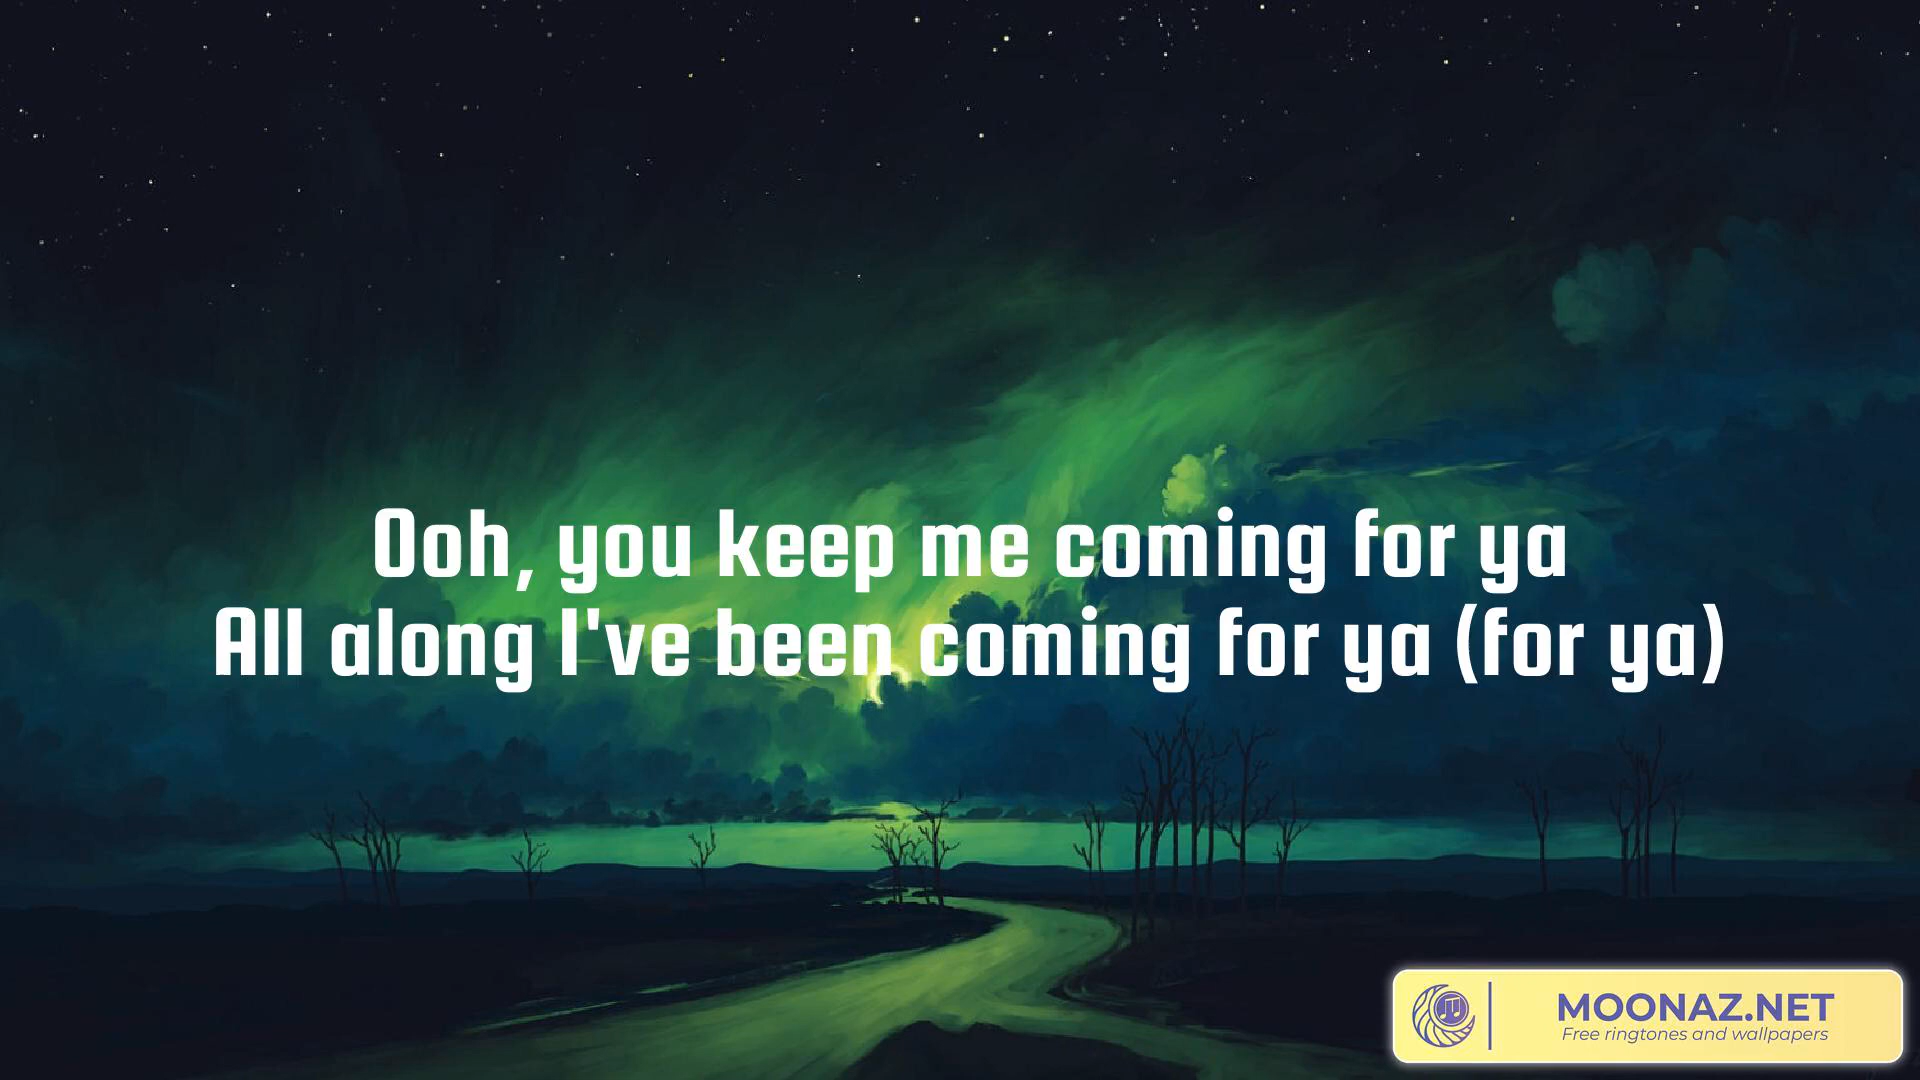 Ooh, you keep me coming for ya
All along I've been coming for ya (for ya)
MOONAZ.NET
Free ringtones and wallpapers